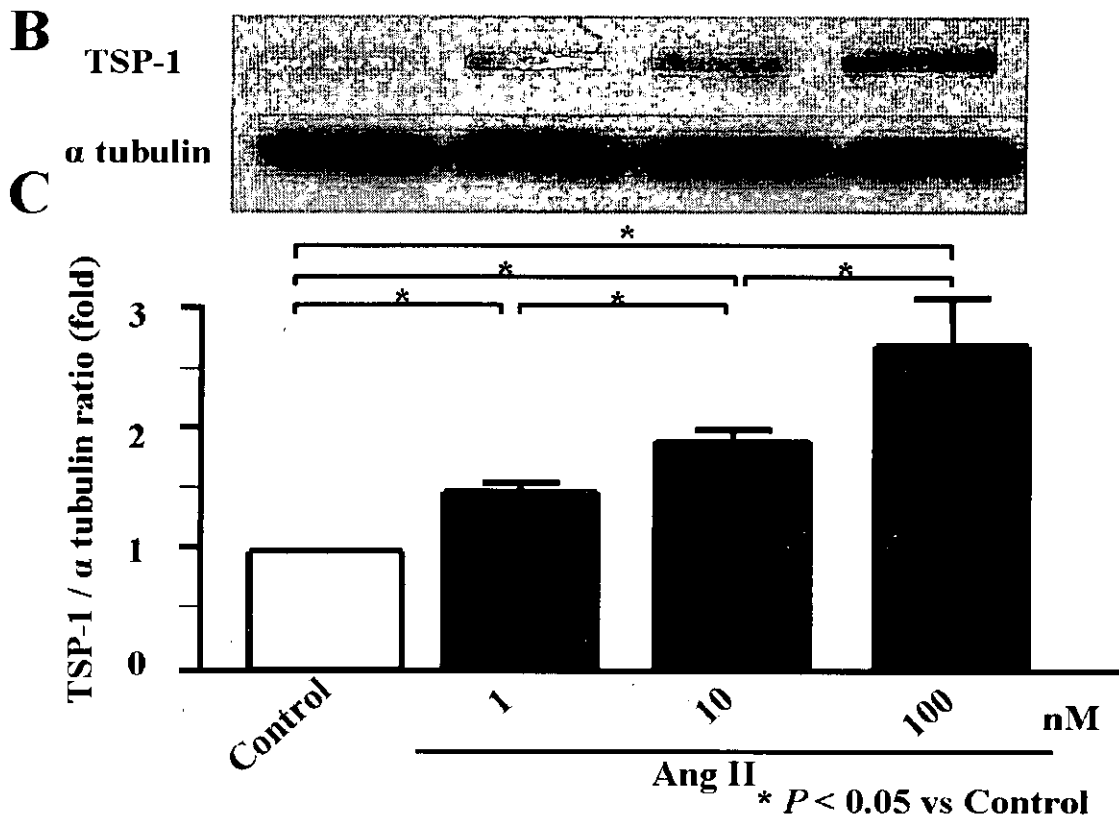 B
TSP-1
α tubulin
C
* 
* *
* *
TSP-1 / α tubulin ratio (fold)
3
2
1
0
Control 1 10 100 nM
Ang II
* P < 0.05 vs Control